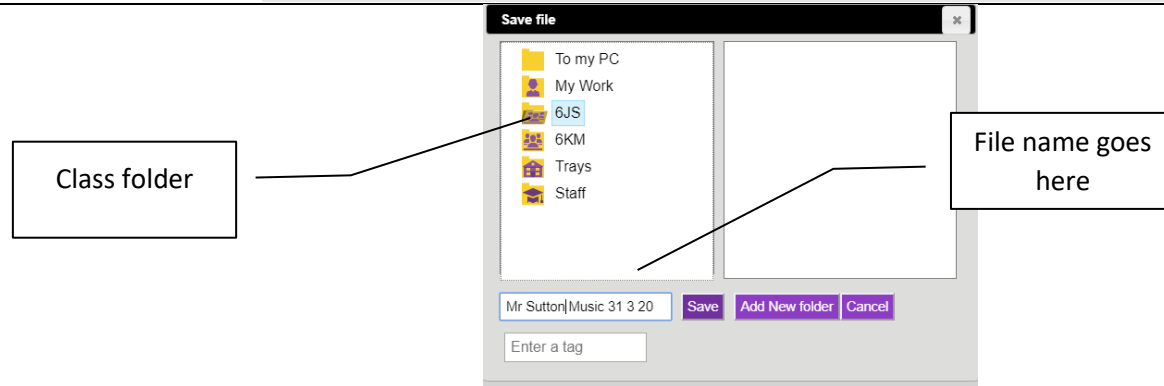 Save file
×
To my PC
My Work
6JS
6KM
Trays
Staff
Class folder
File name goes
here
Mr Sutton Music 31 3 20
Save
Add New folder
Cancel
Enter a tag